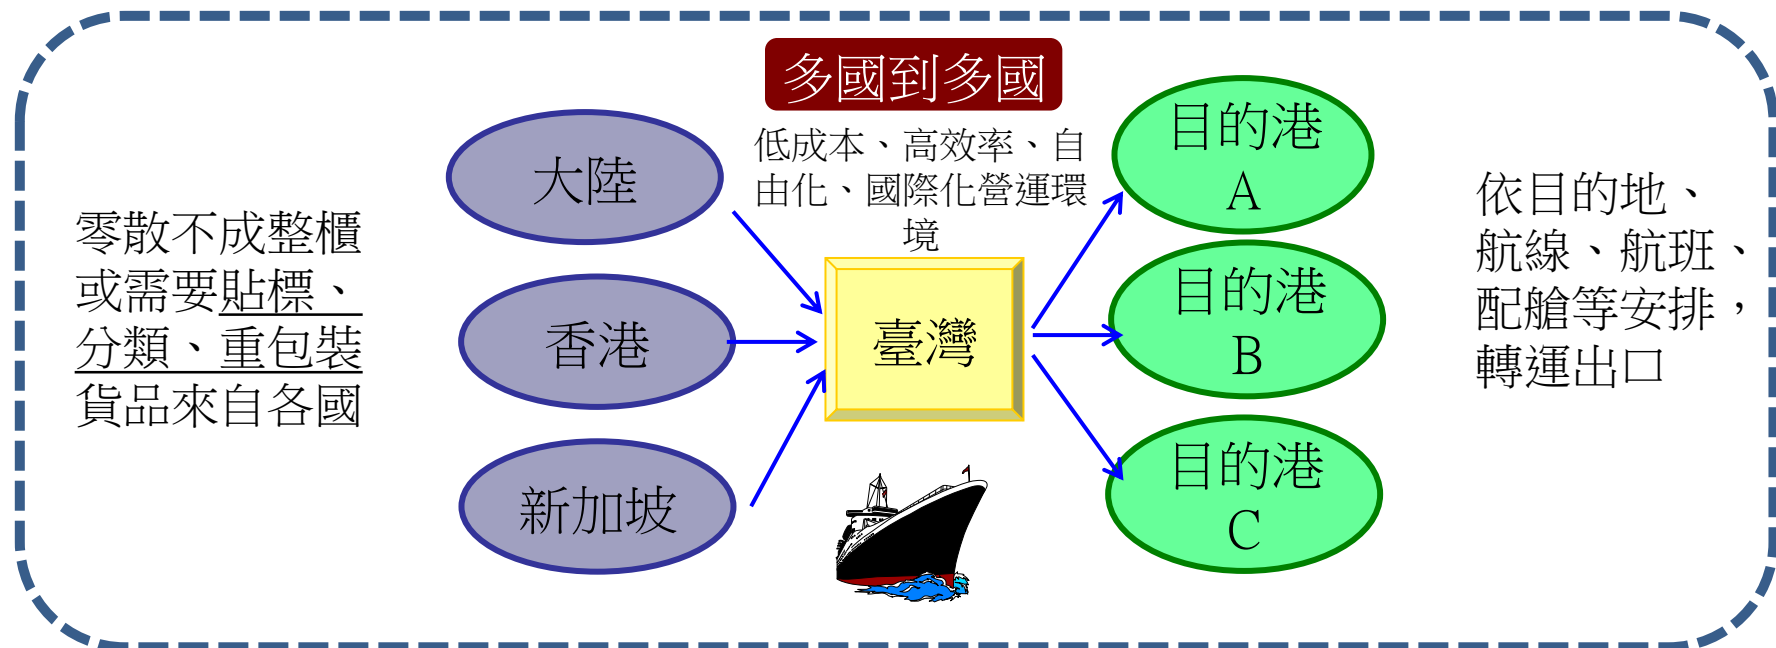 多國到多國
低成本、高效率、自
由化、國際化營運環
境
零散不成整櫃
或需要貼標、
分類、重包裝
貨品來自各國
大陸
香港
新加坡
臺灣
目的港
A
目的港
B
目的港
C
依目的地、
航線、航班、
配艙等安排，
轉運出口